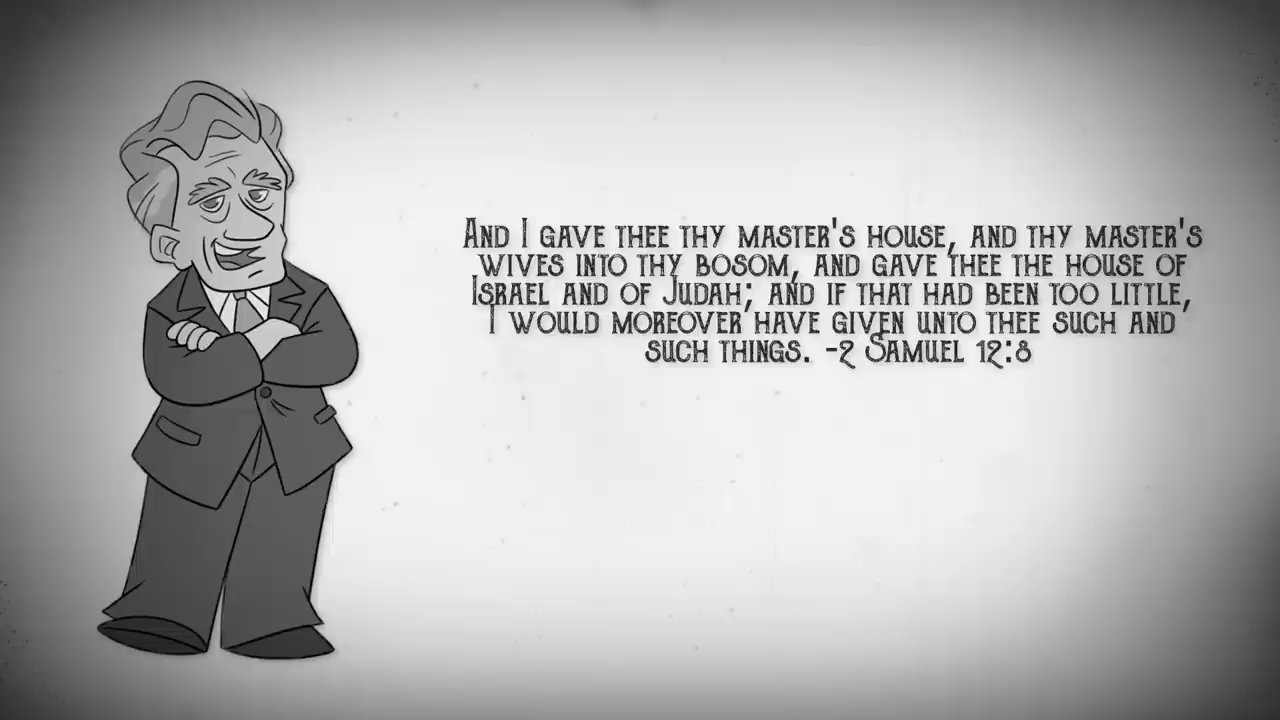 And I gave thee thy master's house, and thy master's
wives into thy bosom, and gave thee the house of
Israel and of Judah; and if that had been too little,
I would moreover have given unto thee such and
such things. -2 Samuel 12:8